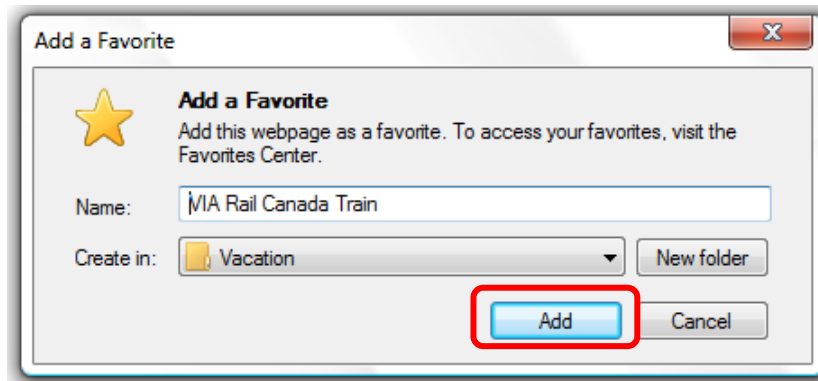 Add a Favorite
Add a Favorite
Add this webpage as a favorite. To access your favorites, visit the
Favorites Center.
Name: VIA Rail Canada Train
Create in: Vacation New folder
Add Cancel